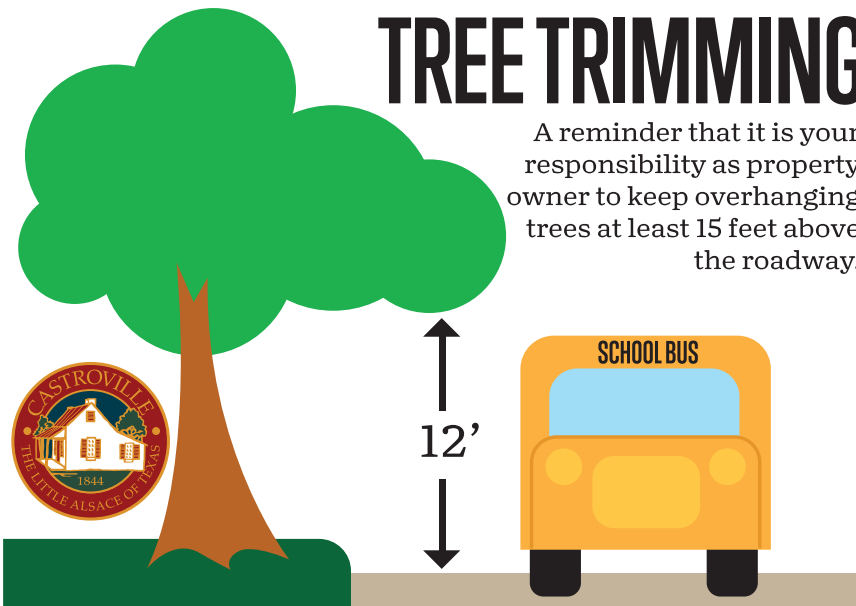 TREE TRIMMING
A reminder that it is your
responsibility as property
owner to keep overhanging
trees at least 15 feet above
the roadway.
SCHOOL BUS
12’
CASTROVILLE
1844
THE LITTLE ALSACE OF TEXAS